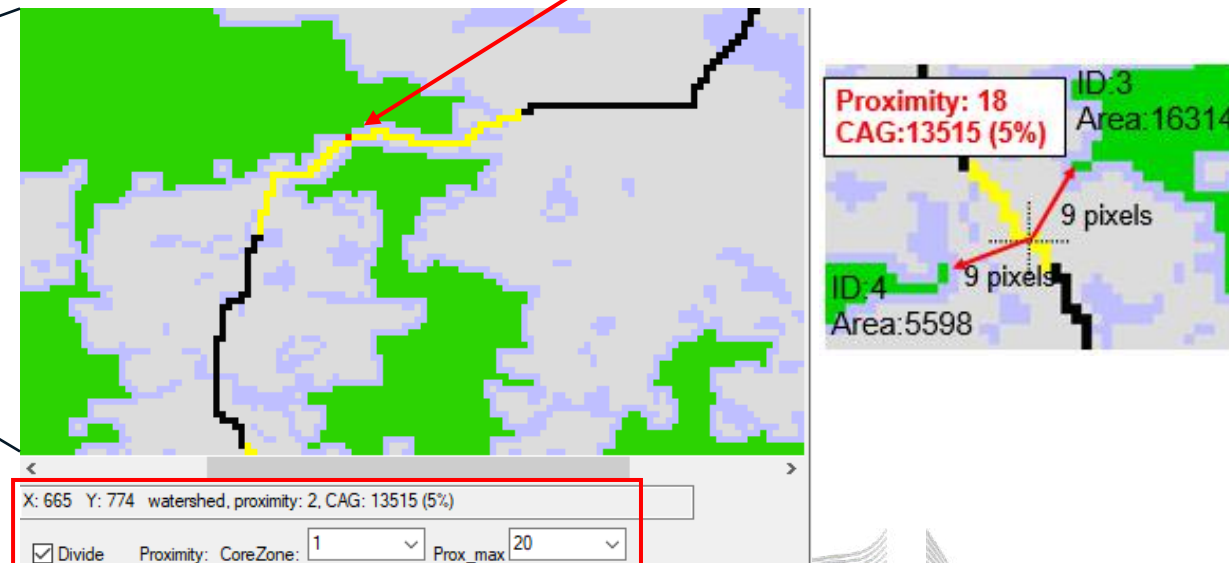 X: 665 Y: 774 watershed, proximity: 2, CAG: 13515 (5%)
Divide Proximity: CoreZone: 1 Prox_max 20
Proximity: 18
CAG:13515 (5%)
ID:3
Area:16314
9 pixels
9 pixels
ID:4
Area:5598